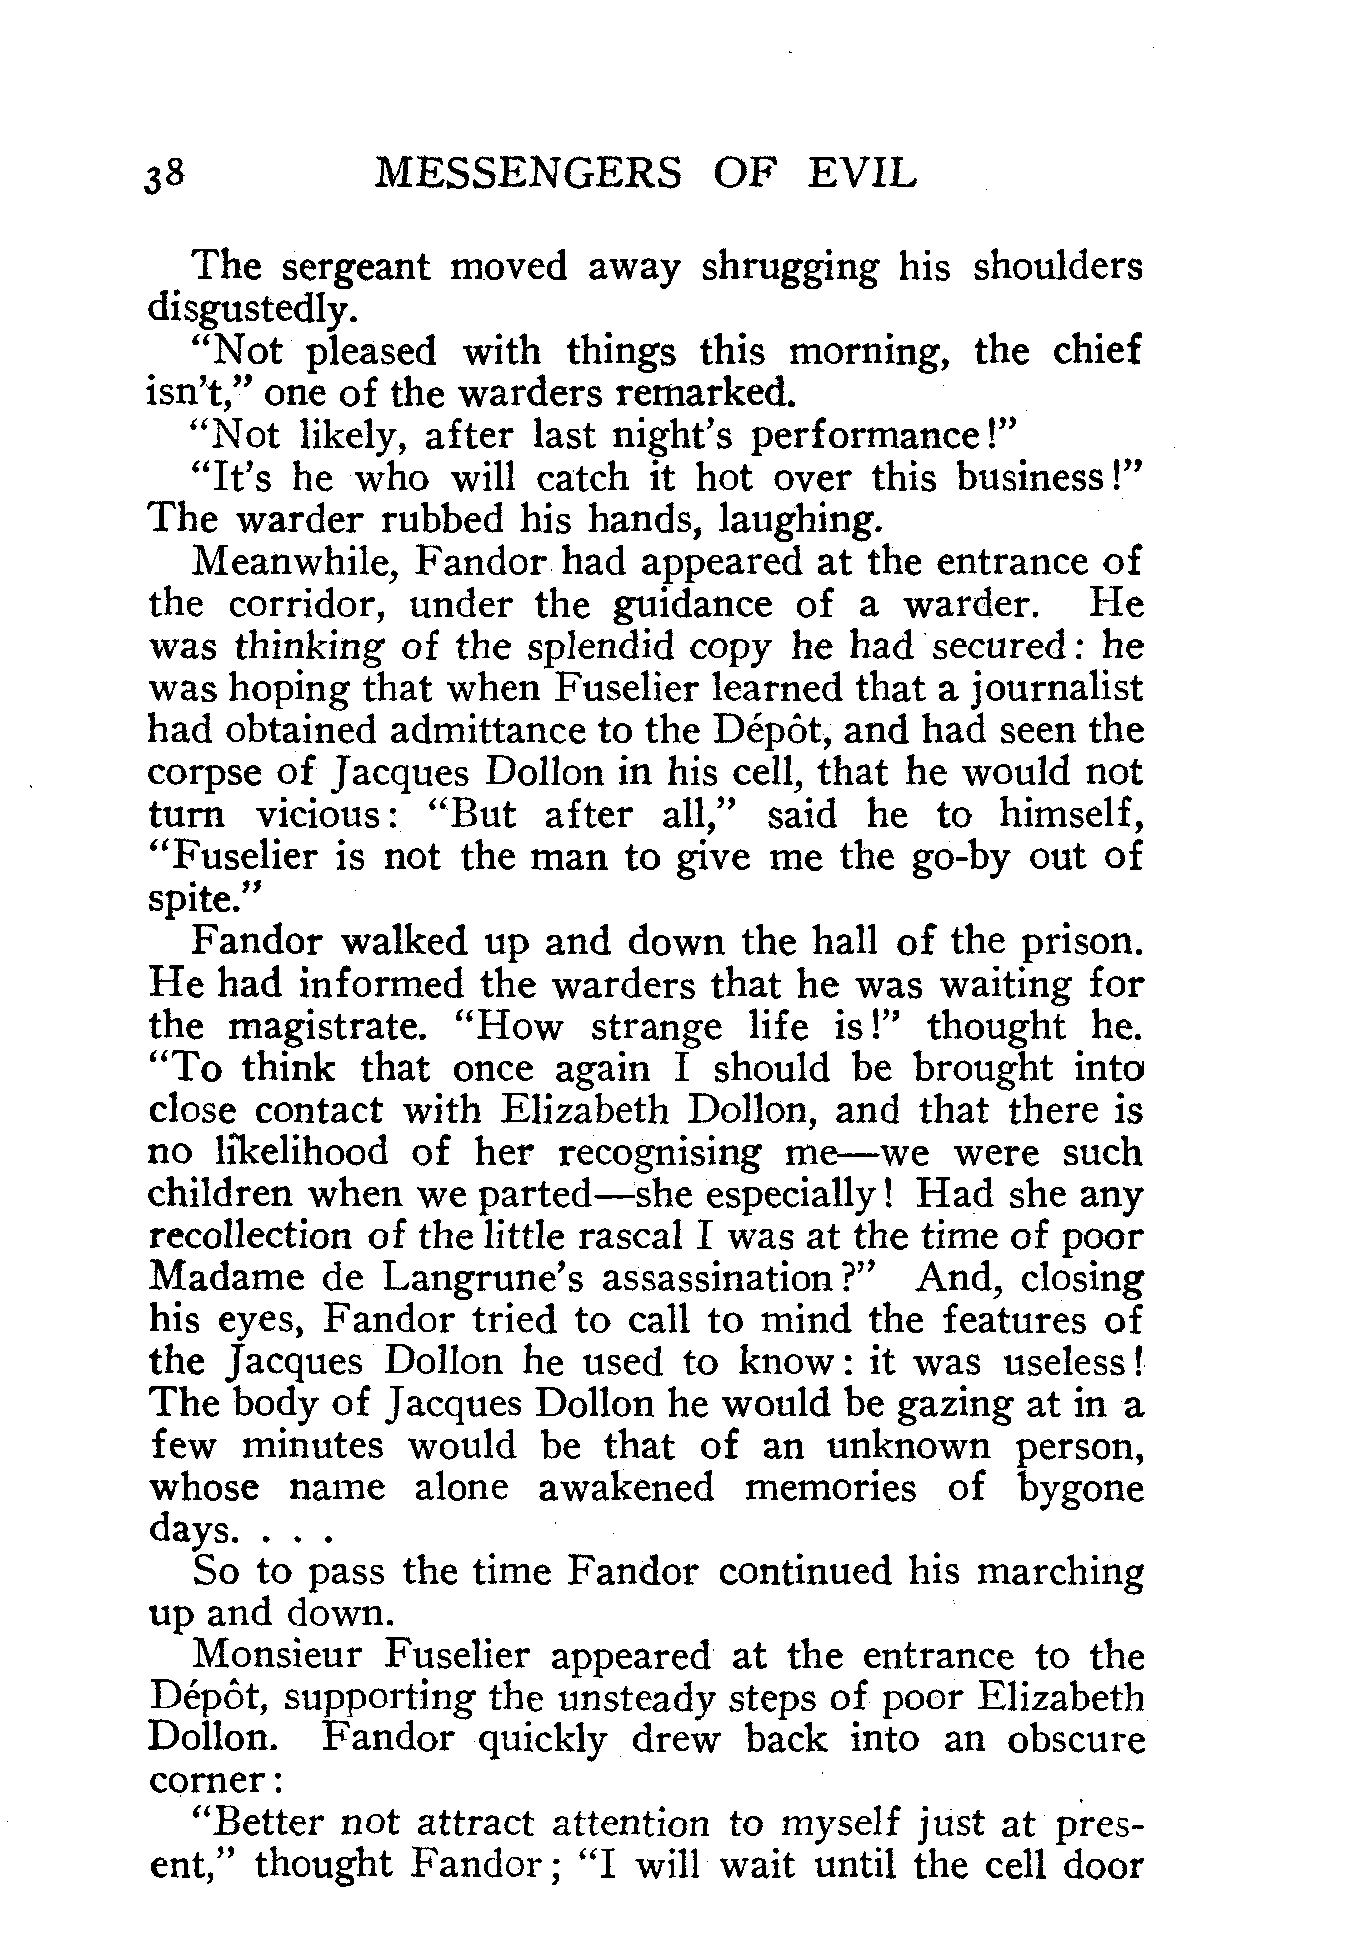 38 MESSENGERS OF EVIL
The sergeant moved away shrugging his shoulders
disgustedly.
“Not pleased with things this morning, the chief
isn’t,” one of the warders remarked.
“Not likely, after last night’s performance!”
“It’s he who will catch it hot over this business!”
The warder rubbed his hands, laughing.
Meanwhile, Fandor had appeared at the entrance of
the corridor, under the guidance of a warder. He
was thinking of the splendid copy he had secured: he
was hoping that when Fuselier learned that a journalist
had obtained admittance to the Dépôt, and had seen the
corpse of Jacques Dollon in his cell, that he would not
turn vicious: “But after all,” said he to himself,
“Fuselier is not the man to give me the go-by out of
spite.”
Fandor walked up and down the hall of the prison.
He had informed the warders that he was waiting for
the magistrate. “How strange life is!” thought he.
“To think that once again I should be brought into
close contact with Elizabeth Dollon, and that there is
no likelihood of her recognising me—we were such
children when we parted—she especially! Had she any
recollection of the little rascal I was at the time of poor
Madame de Langrune’s assassination?” And, closing
his eyes, Fandor tried to call to mind the features of
the Jacques Dollon he used to know: it was useless!
The body of Jacques Dollon he would be gazing at in a
few minutes would be that of an unknown person,
whose name alone awakened memories of bygone
days. . . .
So to pass the time Fandor continued his marching
up and down.
Monsieur Fuselier appeared at the entrance to the
Dépôt, supporting the unsteady steps of poor Elizabeth
Dollon. Fandor quickly drew back into an obscure
corner:
“Better not attract attention to myself just at pres-
ent,” thought Fandor; “I will wait until the cell door